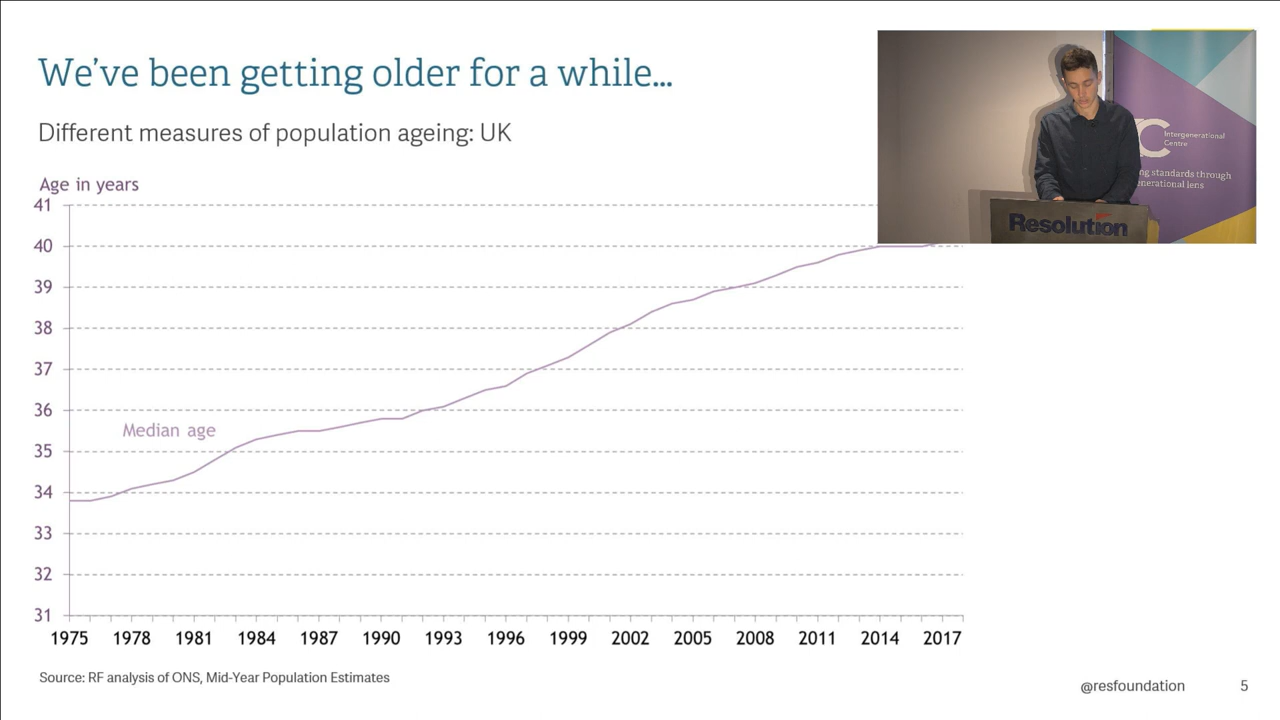 We've been getting older for a while...
Different measures of population ageing: UK
Age in years
41
40
39
38
37
36
35
34
33
32
31
Median age
1975 1978 1981 1984 1987 1990 1993 1996 1999 2002 2005 2008 2011 2014 2017
Source: RF analysis of ONS, Mid-Year Population Estimates
@resfoundation 5
C
Intergenerational
Centre
ng standards through
enerational lens
Resolution